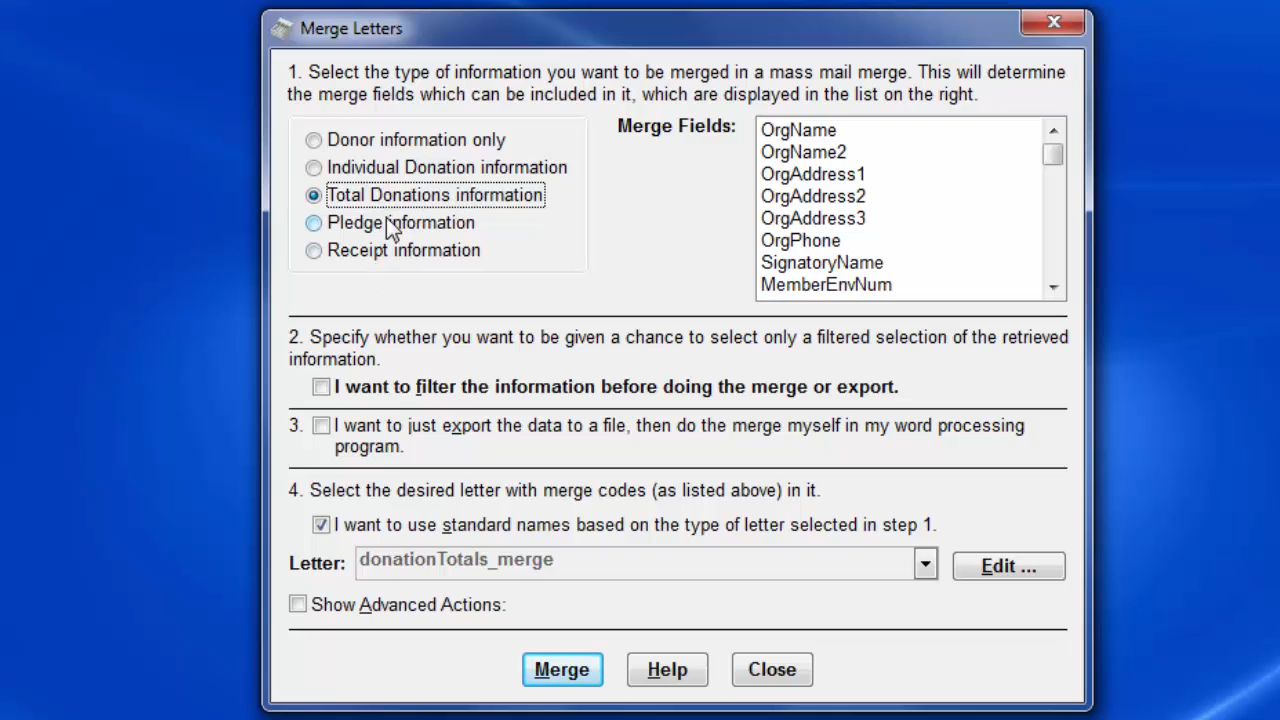 Merge Letters
1. Select the type of information you want to be merged in a mass mail merge. This will determine
the merge fields which can be included in it, which are displayed in the list on the right.
Donor information only
Individual Donation information
Total Donations information
Pledge information
Receipt information
Merge Fields:
OrgName
OrgName2
OrgAddress1
OrgAddress2
OrgAddress3
OrgPhone
SignatoryName
MemberEnvNum
2. Specify whether you want to be given a chance to select only a filtered selection of the retrieved
information.
I want to filter the information before doing the merge or export.
3. I want to just export the data to a file, then do the merge myself in my word processing
program.
4. Select the desired letter with merge codes (as listed above) in it.
I want to use standard names based on the type of letter selected in step 1.
Letter: donationTotals_merge Edit ...
Show Advanced Actions:
Merge Help Close